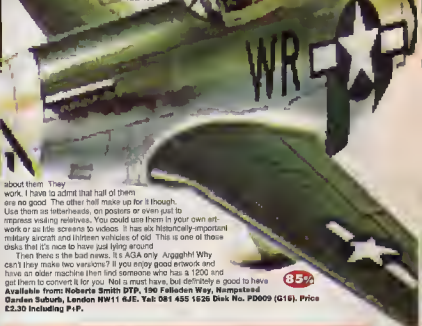 WR
about them They
work. I have to admit that half of them
are no good The other half make up for it though.
Use them as letterheads, on posters or even just to
impress visiting relatives. You could use them in your own art-
work or as title screens to videos It has six historically-important
military aircraft and thirteen vehicles of old This is one of those
disks that it's nice to have just lying around
Then there's the bad news. It's AGA only Argggh! Why
can't they make two versions? If you enjoy good artwork and
have an older machine then find someone who has a 1200 and
get them to convert it for you Not a must have, but definitely a good to have
85%
Available from: Roberta Smith DTP, 190 Falloden Way, Hampstead
Garden Suburb, London NW11 6JE. Tel: 081 455 1626 Disk No. PD009 (G16). Price
£2.30 including P+P.